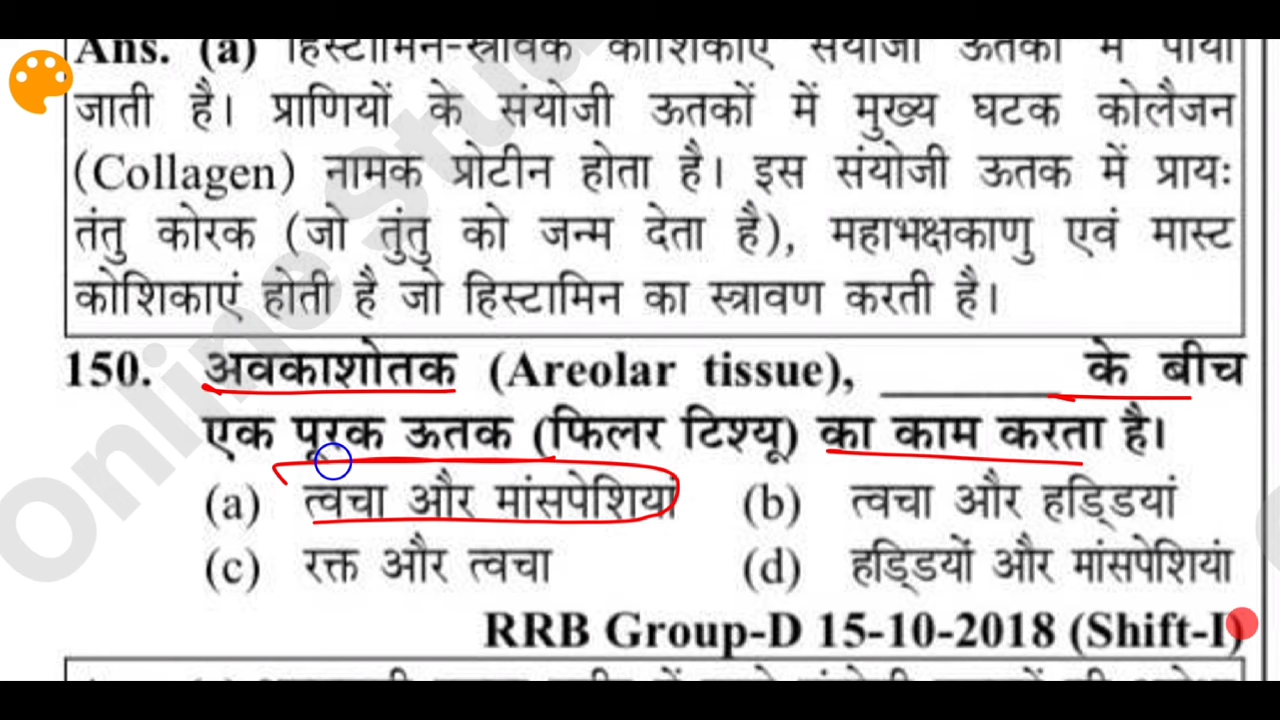 Ans. (a) हिस्टामिन-स्त्रावक कोशिकाएं संयोजी ऊतकों में पायी
जाती है। प्राणियों के संयोजी ऊतकों में मुख्य घटक कोलैजन
(Collagen) नामक प्रोटीन होता है। इस संयोजी ऊतक में प्रायः
तंतु कोरक (जो तुंतु को जन्म देता है), महाभक्षकाणु एवं मास्ट
कोशिकाएं होती है जो हिस्टामिन का स्त्रावण करती है।
150. अवकाशोतक (Areolar tissue), ________ के बीच
एक पूरक ऊतक (फिलर टिश्यू) का काम करता है।
(a) त्वचा और मांसपेशियां (b) त्वचा और हड्डियां
(c) रक्त और त्वचा (d) हड्डियों और मांसपेशियां
RRB Group-D 15-10-2018 (Shift-I)
Online Stu